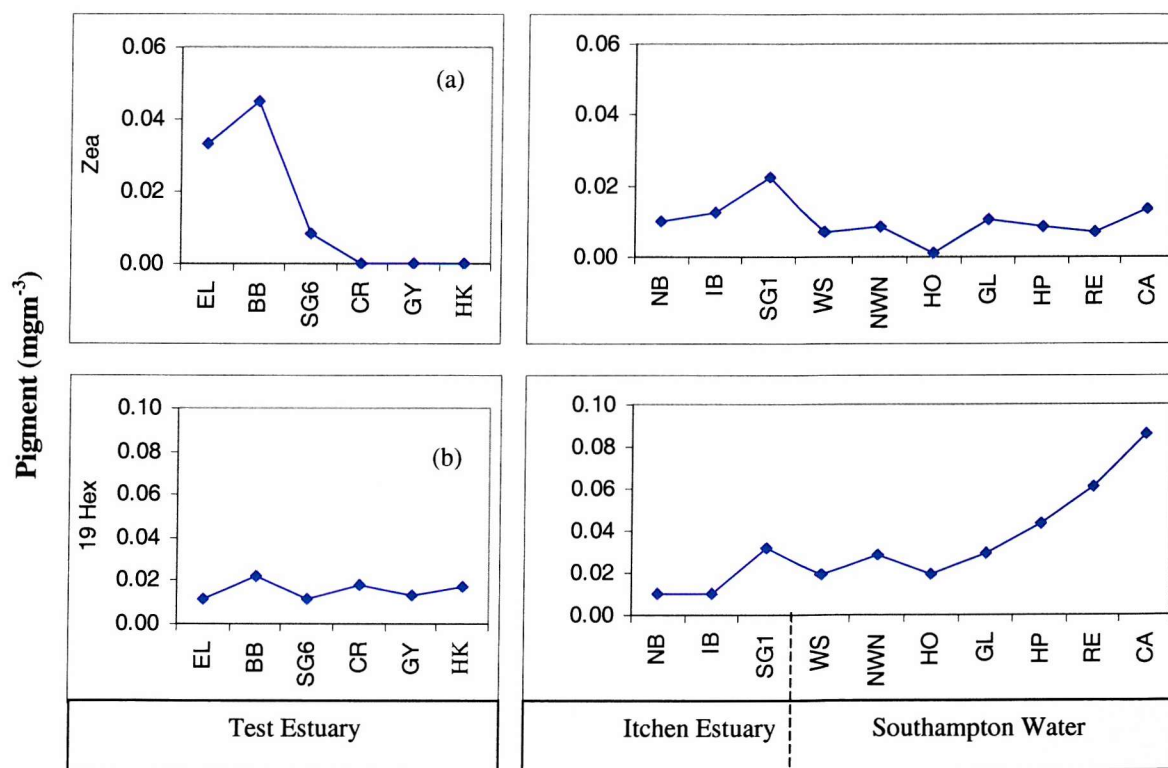 Pigment (mgm-3)
Zea
0.06
0.04
0.02
0.00
(a)
EL
BB
SG6
CR
GY
HK
0.06
0.04
0.02
0.00
NB
IB
SG1
WS
NWN
HO
GL
HP
RE
CA
19 Hex
0.10
0.08
0.06
0.04
0.02
0.00
(b)
EL
BB
SG6
CR
GY
HK
0.10
0.08
0.06
0.04
0.02
0.00
NB
IB
SG1
WS
NWN
HO
GL
HP
RE
CA
Test Estuary
Itchen Estuary
Southampton Water